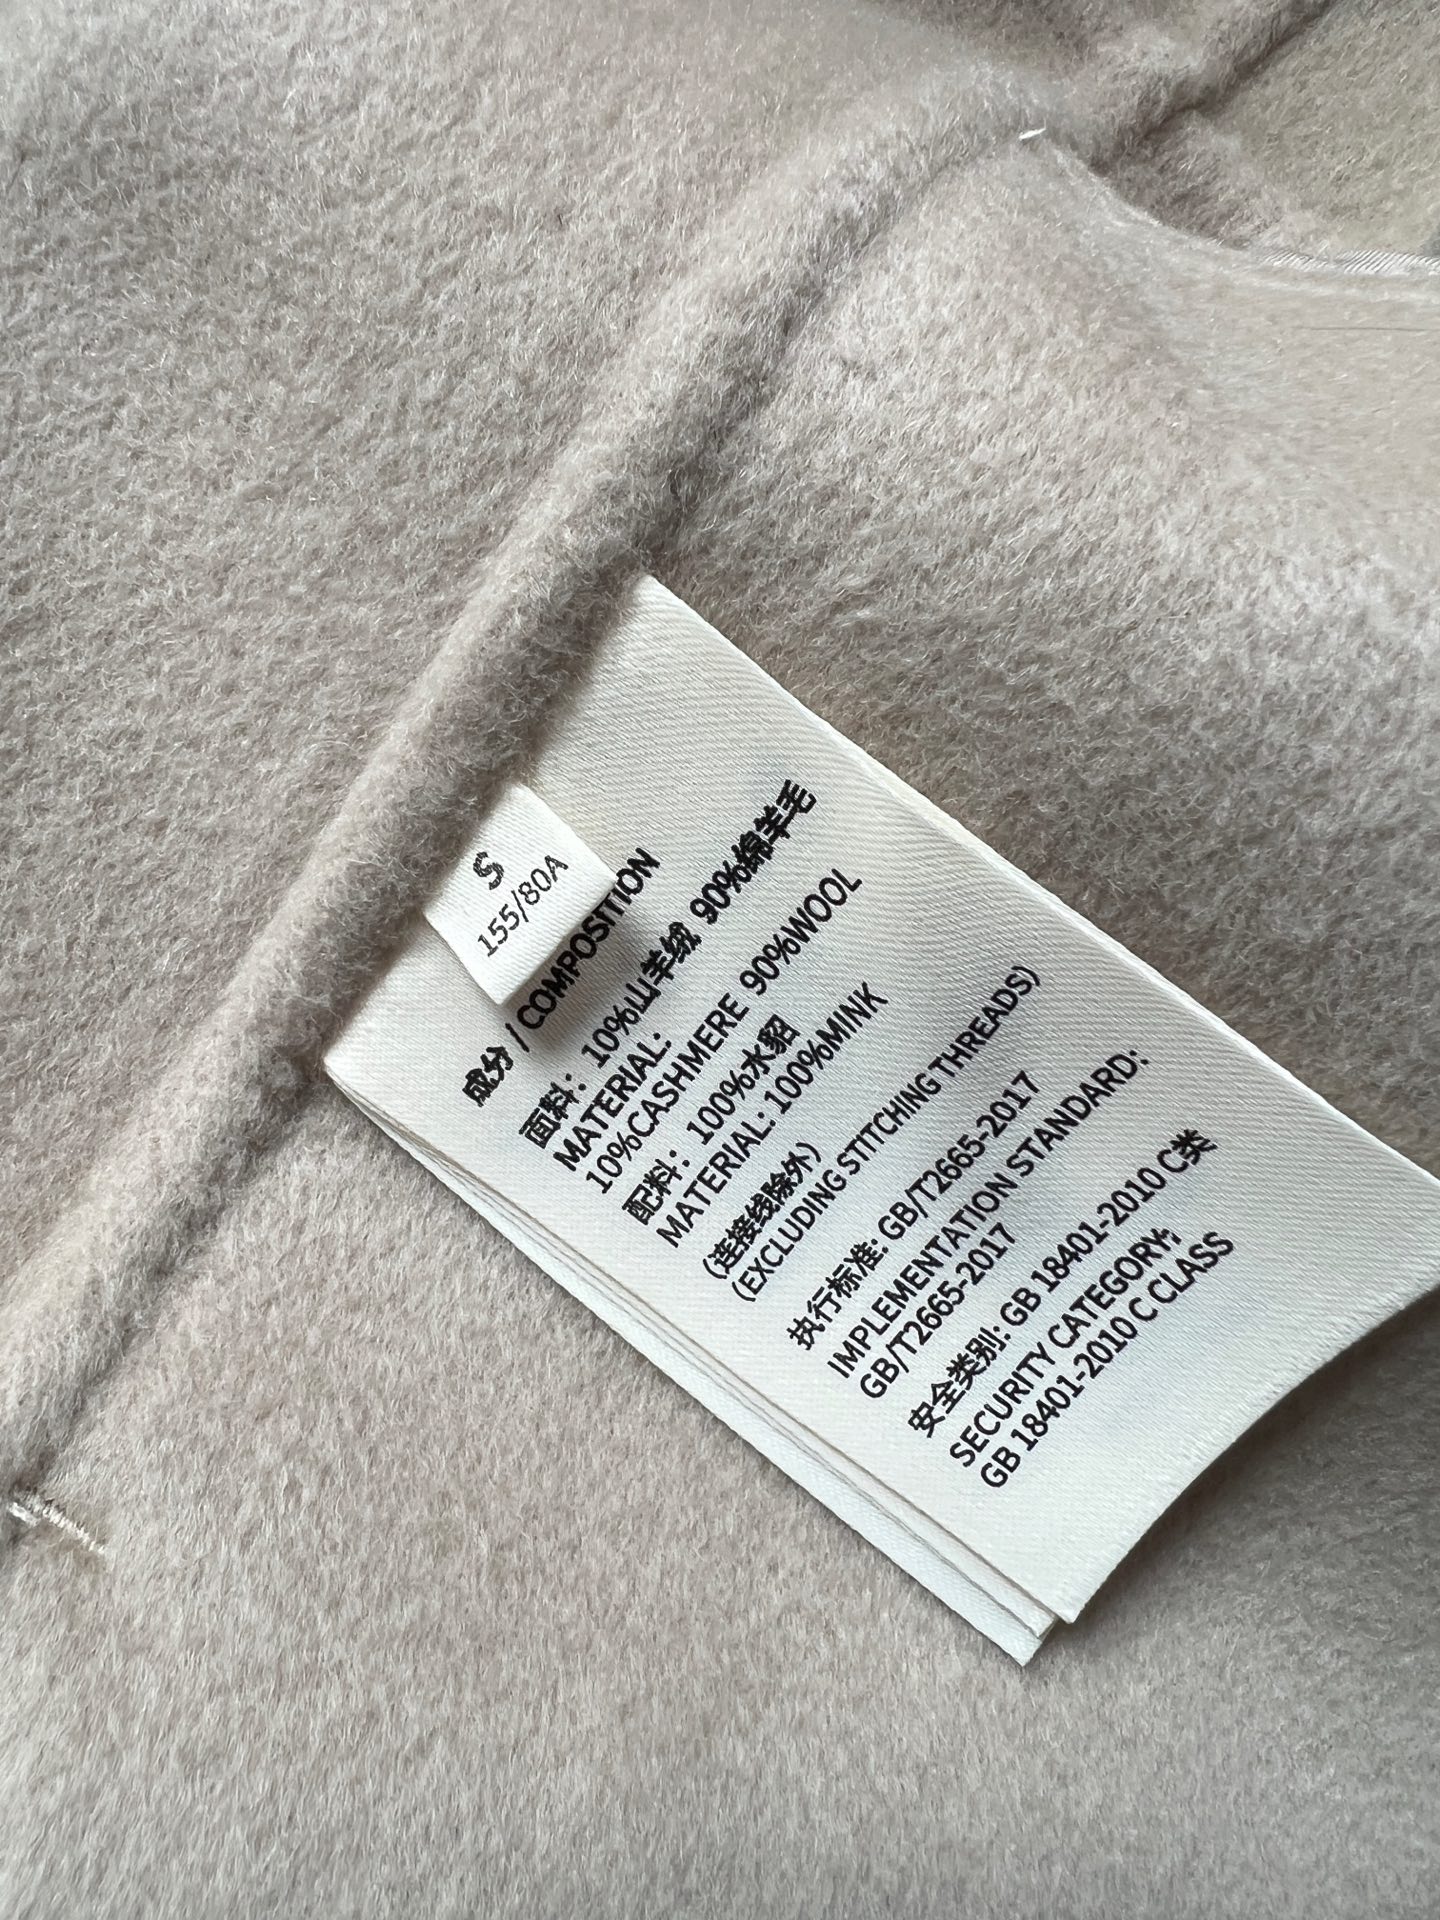 S
155/80A
成分 / COMPOSITION
面料：10%山羊绒 90%绵羊毛
MATERIAL:
10%CASHMERE 90%WOOL
配料：100%水貂
MATERIAL: 100%MINK
(连接线除外)
(EXCLUDING STITCHING THREADS)
执行标准: GB/T2665-2017
IMPLEMENTATION STANDARD:
GB/T2665-2017
安全类别: GB 18401-2010 C类
SECURITY CATEGORY:
GB 18401-2010 C CLASS